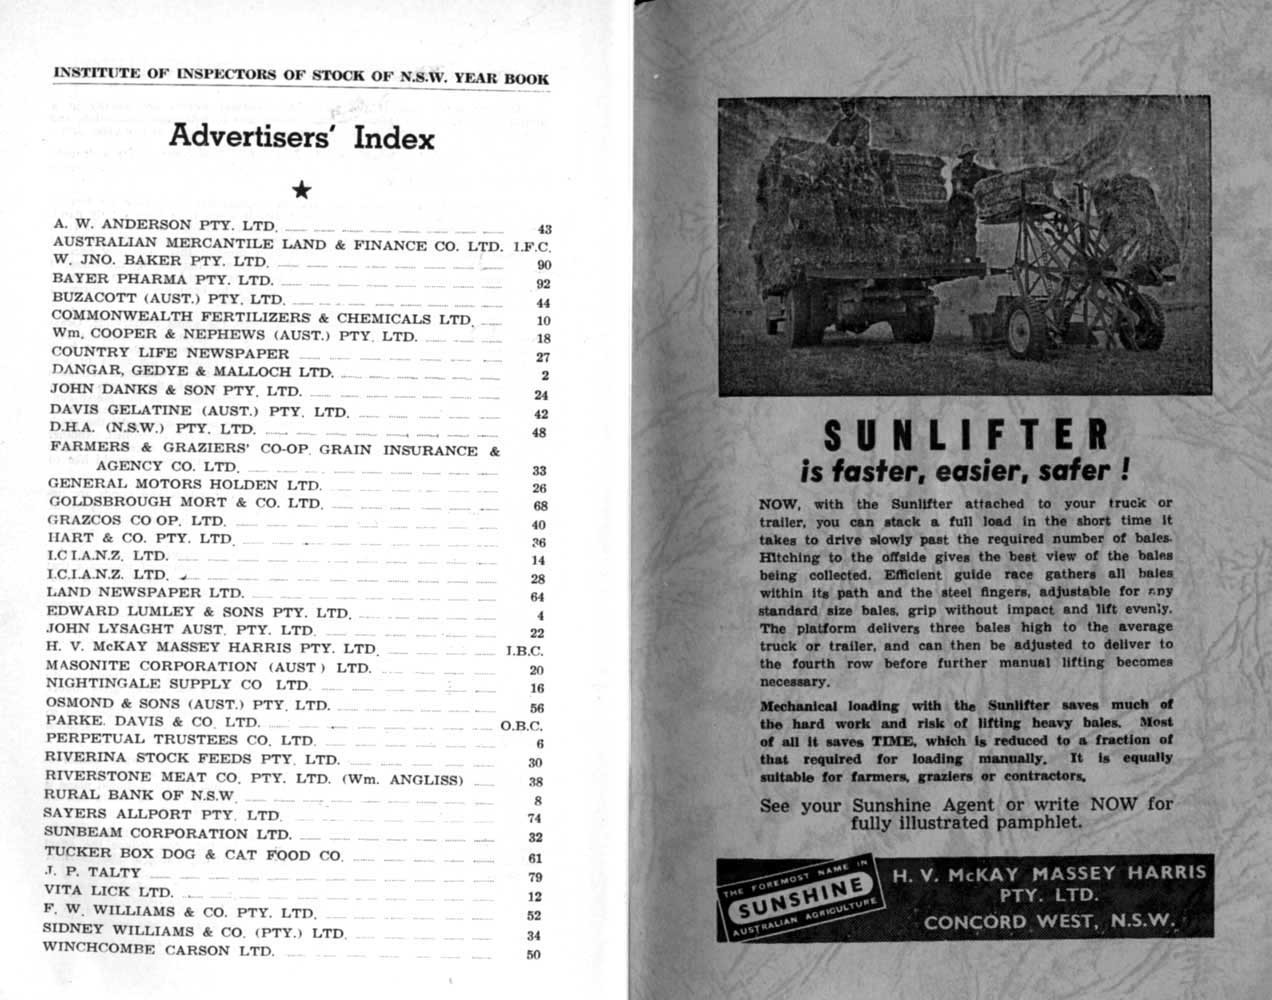 INSTITUTE OF INSPECTORS OF STOCK OF N.S.W. YEAR BOOK
Advertisers' Index
A. W. ANDERSON PTY. LTD. 43
AUSTRALIAN MERCANTILE LAND & FINANCE CO. LTD. I.F.C.
W. JNO. BAKER PTY. LTD. 90
BAYER PHARMA PTY. LTD. 92
BUZACOTT (AUST.) PTY. LTD. 44
COMMONWEALTH FERTILIZERS & CHEMICALS LTD. 10
Wm. COOPER & NEPHEWS (AUST.) PTY. LTD. 18
COUNTRY LIFE NEWSPAPER 27
DANGAR, GEDYE & MALLOCH LTD. 2
JOHN DANKS & SON PTY. LTD. 24
DAVIS GELATINE (AUST.) PTY. LTD. 42
D.H.A. (N.S.W.) PTY. LTD. 48
FARMERS & GRAZIERS' CO-OP. GRAIN INSURANCE &
AGENCY CO. LTD. 33
GENERAL MOTORS HOLDEN LTD. 26
GOLDSBROUGH MORT & CO. LTD. 68
GRAZCOS CO OP. LTD. 40
HART & CO. PTY. LTD. 36
I.C I.A.N.Z. LTD. 14
I.C.I.A.N.Z. LTD. 28
LAND NEWSPAPER LTD. 64
EDWARD LUMLEY & SONS PTY. LTD. 4
JOHN LYSAGHT AUST. PTY. LTD. 22
H. V. McKAY MASSEY HARRIS PTY. LTD. I.B.C.
MASONITE CORPORATION (AUST ) LTD. 20
NIGHTINGALE SUPPLY CO LTD. 16
OSMOND & SONS (AUST.) PTY. LTD. 56
PARKE. DAVIS & CO. LTD. O.B.C.
PERPETUAL TRUSTEES CO. LTD. 6
RIVERINA STOCK FEEDS PTY. LTD. 30
RIVERSTONE MEAT CO. PTY. LTD. (Wm. ANGLISS) 38
RURAL BANK OF N.S.W. 8
SAYERS ALLPORT PTY. LTD. 74
SUNBEAM CORPORATION LTD. 32
TUCKER BOX DOG & CAT FOOD CO. 61
J. P. TALTY 79
VITA LICK LTD. 12
F. W. WILLIAMS & CO. PTY. LTD. 52
SIDNEY WILLIAMS & CO. (PTY.) LTD. 34
WINCHCOMBE CARSON LTD. 50
SUNLIFTER
is faster, easier, safer !
NOW, with the Sunlifter attached to your truck or
trailer, you can stack a full load in the short time it
takes to drive slowly past the required number of bales.
Hitching to the offside gives the best view of the bales
being collected. Efficient guide race gathers all bales
within its path and the steel fingers, adjustable for any
standard size bales, grip without impact and lift evenly.
The platform delivers three bales high to the average
truck or trailer, and can then be adjusted to deliver to
the fourth row before further manual lifting becomes
necessary.
Mechanical loading with the Sunlifter saves much of
the hard work and risk of lifting heavy bales. Most
of all it saves TIME, which is reduced to a fraction of
that required for loading manually. It is equally
suitable for farmers, graziers or contractors.
See your Sunshine Agent or write NOW for
fully illustrated pamphlet.
THE FOREMOST NAME IN
SUNSHINE
AUSTRALIAN AGRICULTURE
H. V. McKAY MASSEY HARRIS
PTY. LTD.
CONCORD WEST, N.S.W.